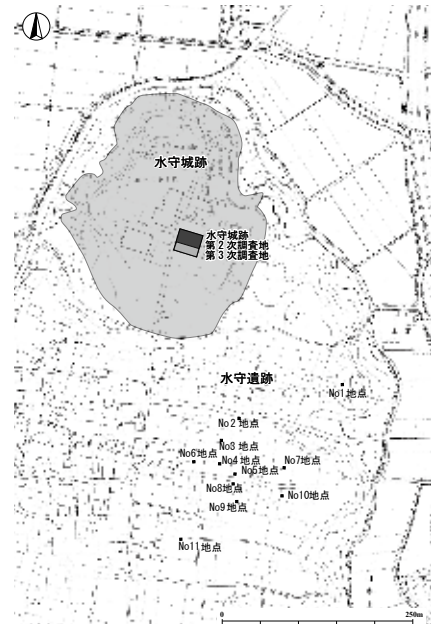 水守城跡
水守城跡
第2次調査地
第3次調査地
水守遺跡
No1地点
No2地点
No3地点
No6地点
No4地点
No7地点
No5地点
No8地点
No10地点
No9地点
No11地点
0
250m